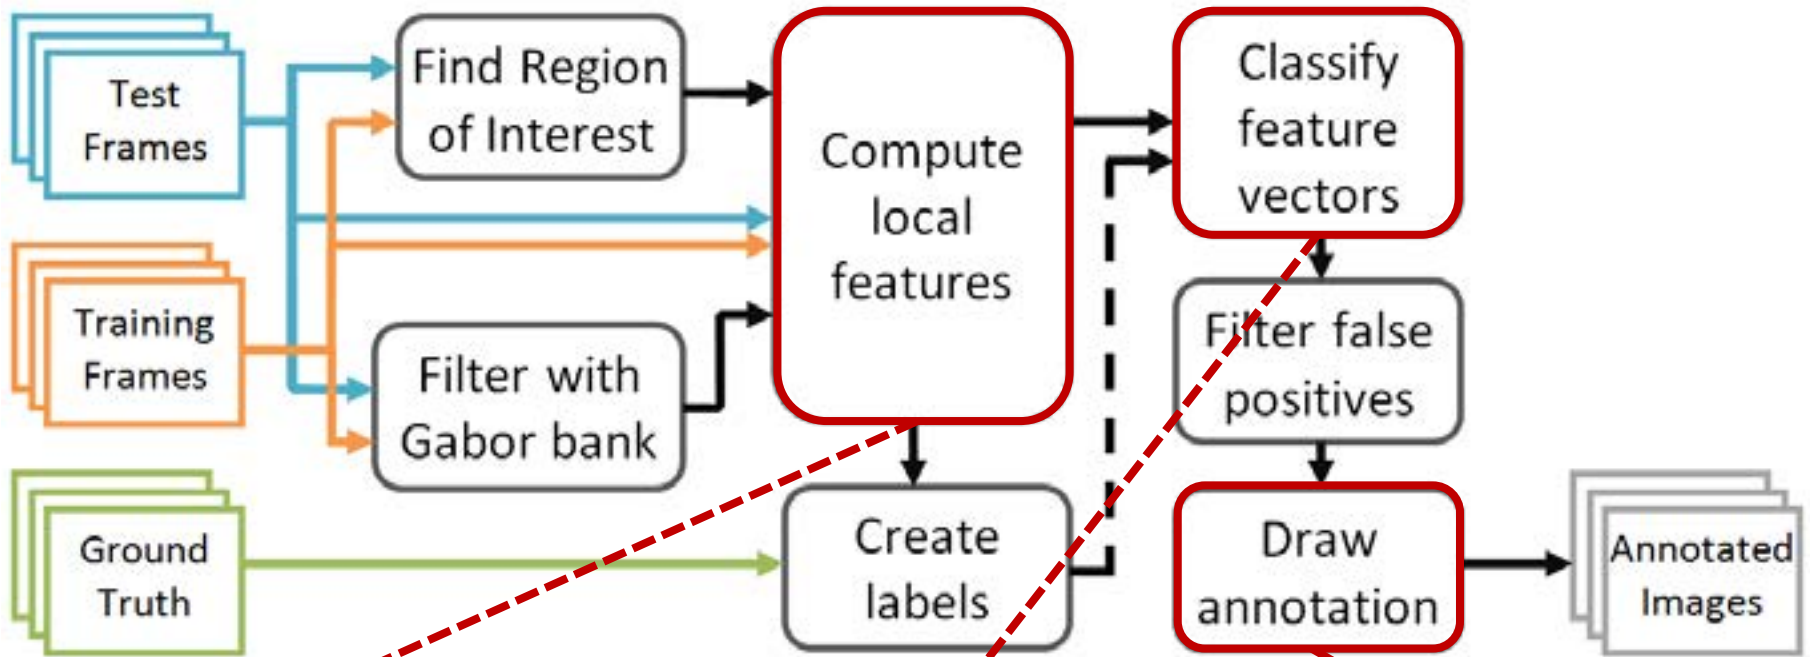 Test
Frames
Find Region
of Interest
Compute
local
features
Classify
feature
vectors
Training
Frames
Filter with
Gabor bank
Filter false
positives
Ground
Truth
Create
labels
Draw
annotation
Annotated
Images